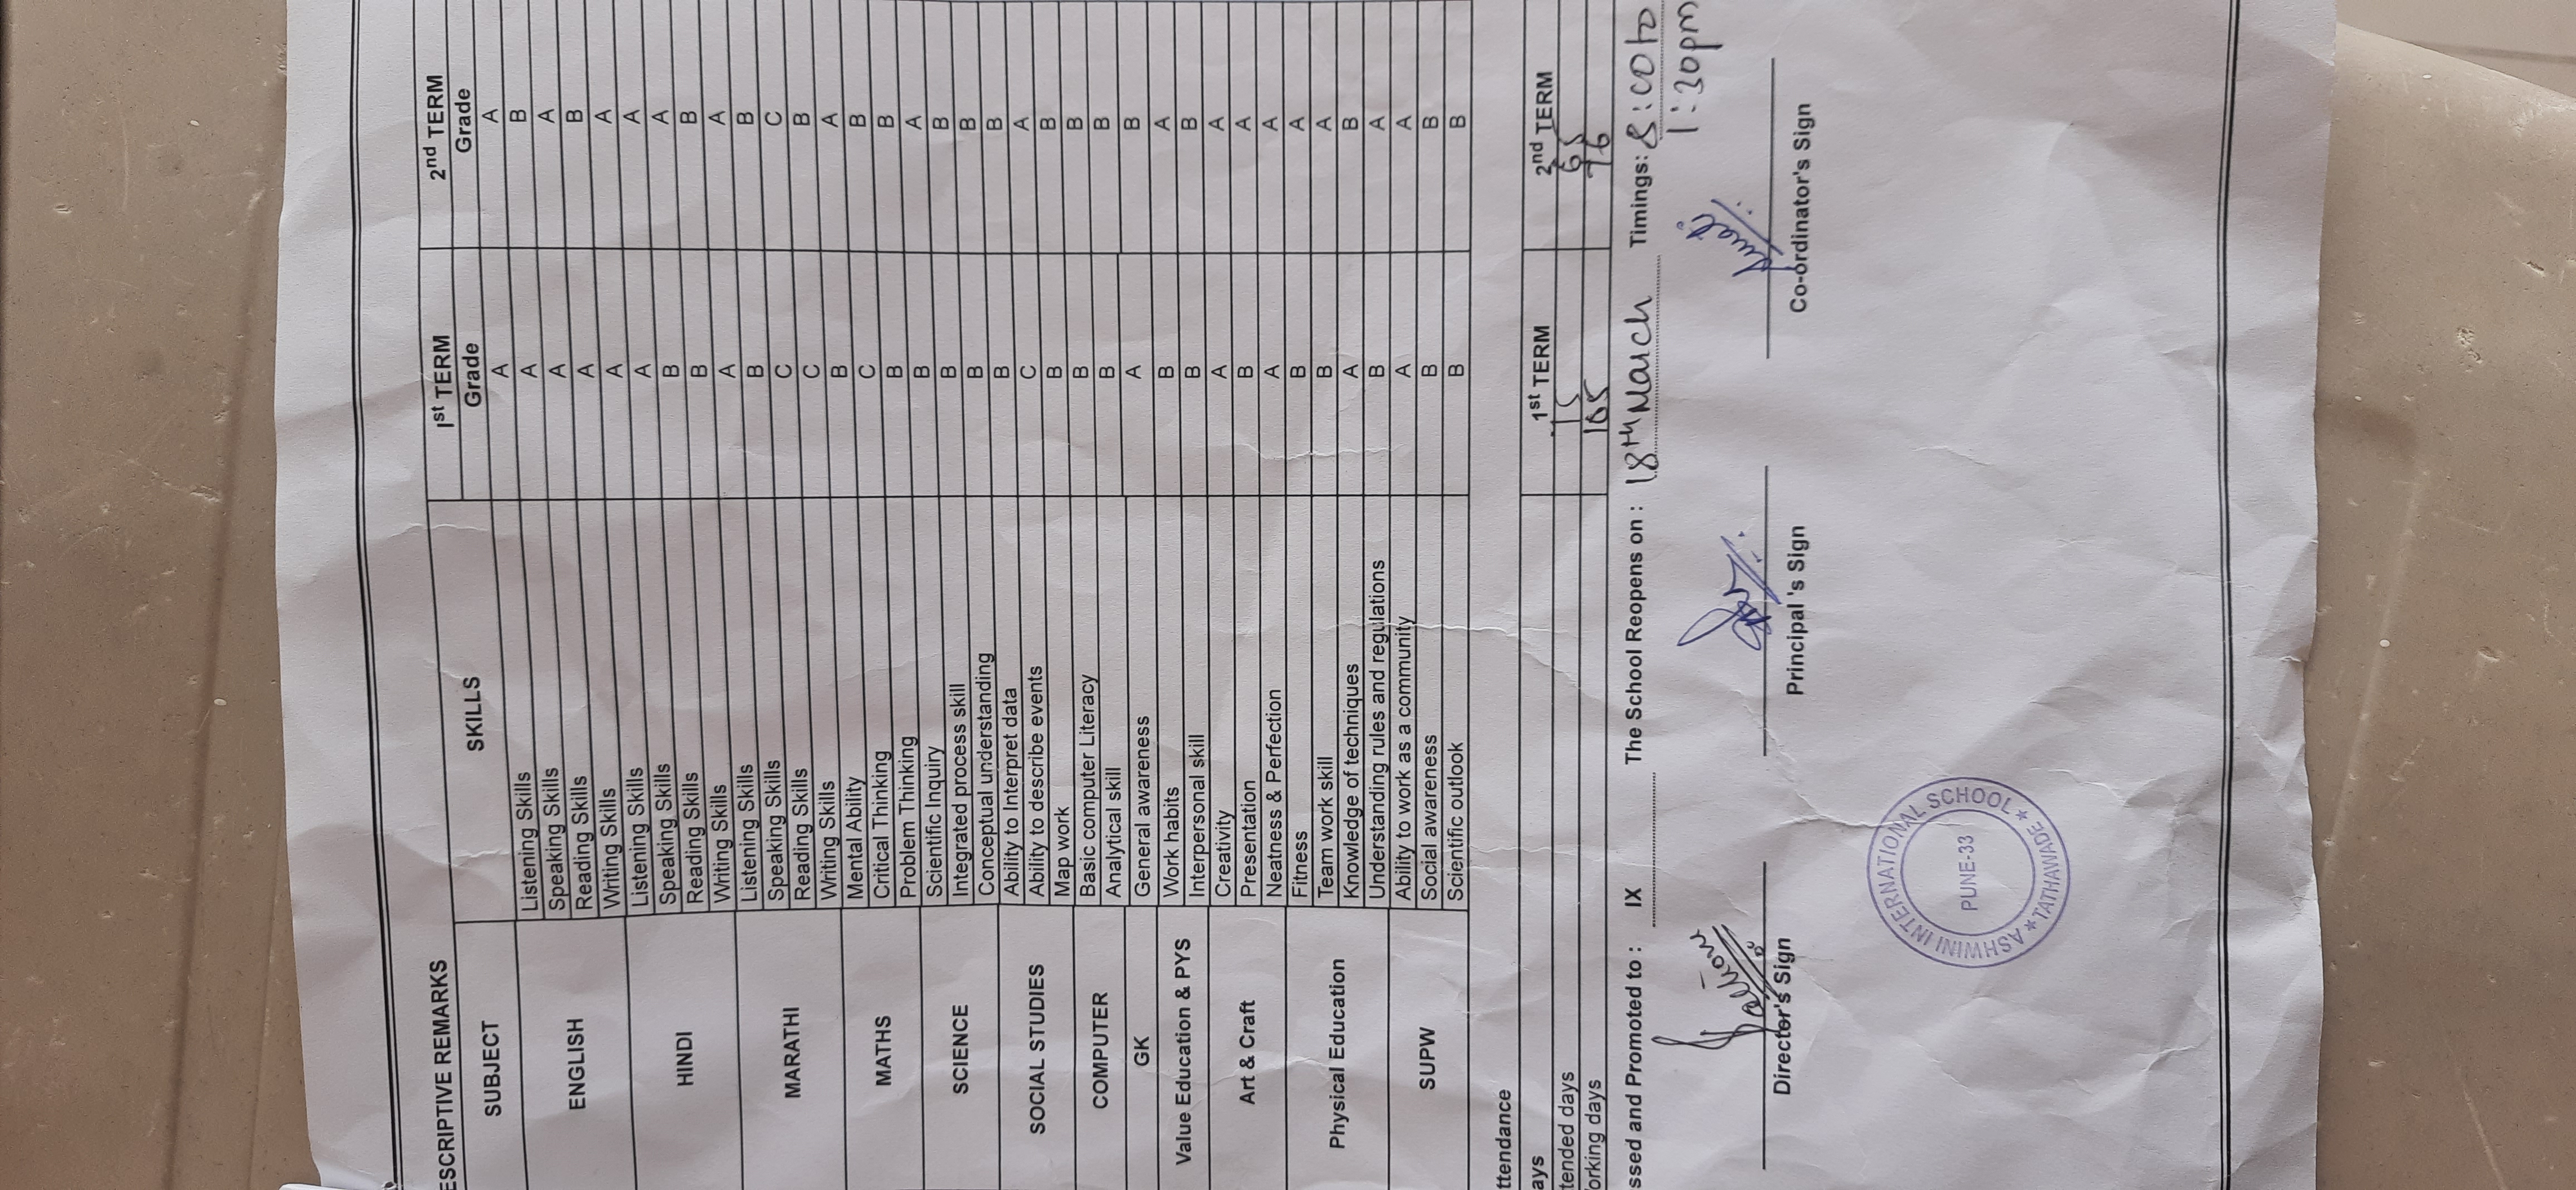 ESCRIPTIVE REMARKS 1st TERM 2nd TERM
SUBJECT SKILLS Grade Grade
ENGLISH Listening Skills A A
Speaking Skills A B
Reading Skills A A
Writing Skills A B
HINDI Listening Skills A A
Speaking Skills A A
Reading Skills B A
Writing Skills B B
MARATHI Listening Skills A A
Speaking Skills B B
Reading Skills C C
Writing Skills C B
MATHS Mental Ability B A
Critical Thinking C B
Problem Thinking B B
SCIENCE Scientific Inquiry B A
Integrated process skill B B
Conceptual understanding B B
SOCIAL STUDIES Ability to Interpret data B B
Ability to describe events C A
Map work B B
COMPUTER Basic computer Literacy B B
Analytical skill B B
GK General awareness A B
Value Education & PYS Work habits B A
Interpersonal skill B B
Art & Craft Creativity A A
Presentation B A
Neatness & Perfection A A
Physical Education Fitness B A
Team work skill B A
Knowledge of techniques A B
Understanding rules and regulations B A
SUPW Ability to work as a community A A
Social awareness B B
Scientific outlook B B
ttendance
ays 1st TERM 2nd TERM
tended days 65
orking days 105 76
ssed and Promoted to : IX The School Reopens on : 18th March Timings: 8:00 to
1:30pm
Director's Sign Principal 's Sign Co-ordinator's Sign
ASHWINI INTERNATIONAL SCHOOL * TATHAWADE *
PUNE-33